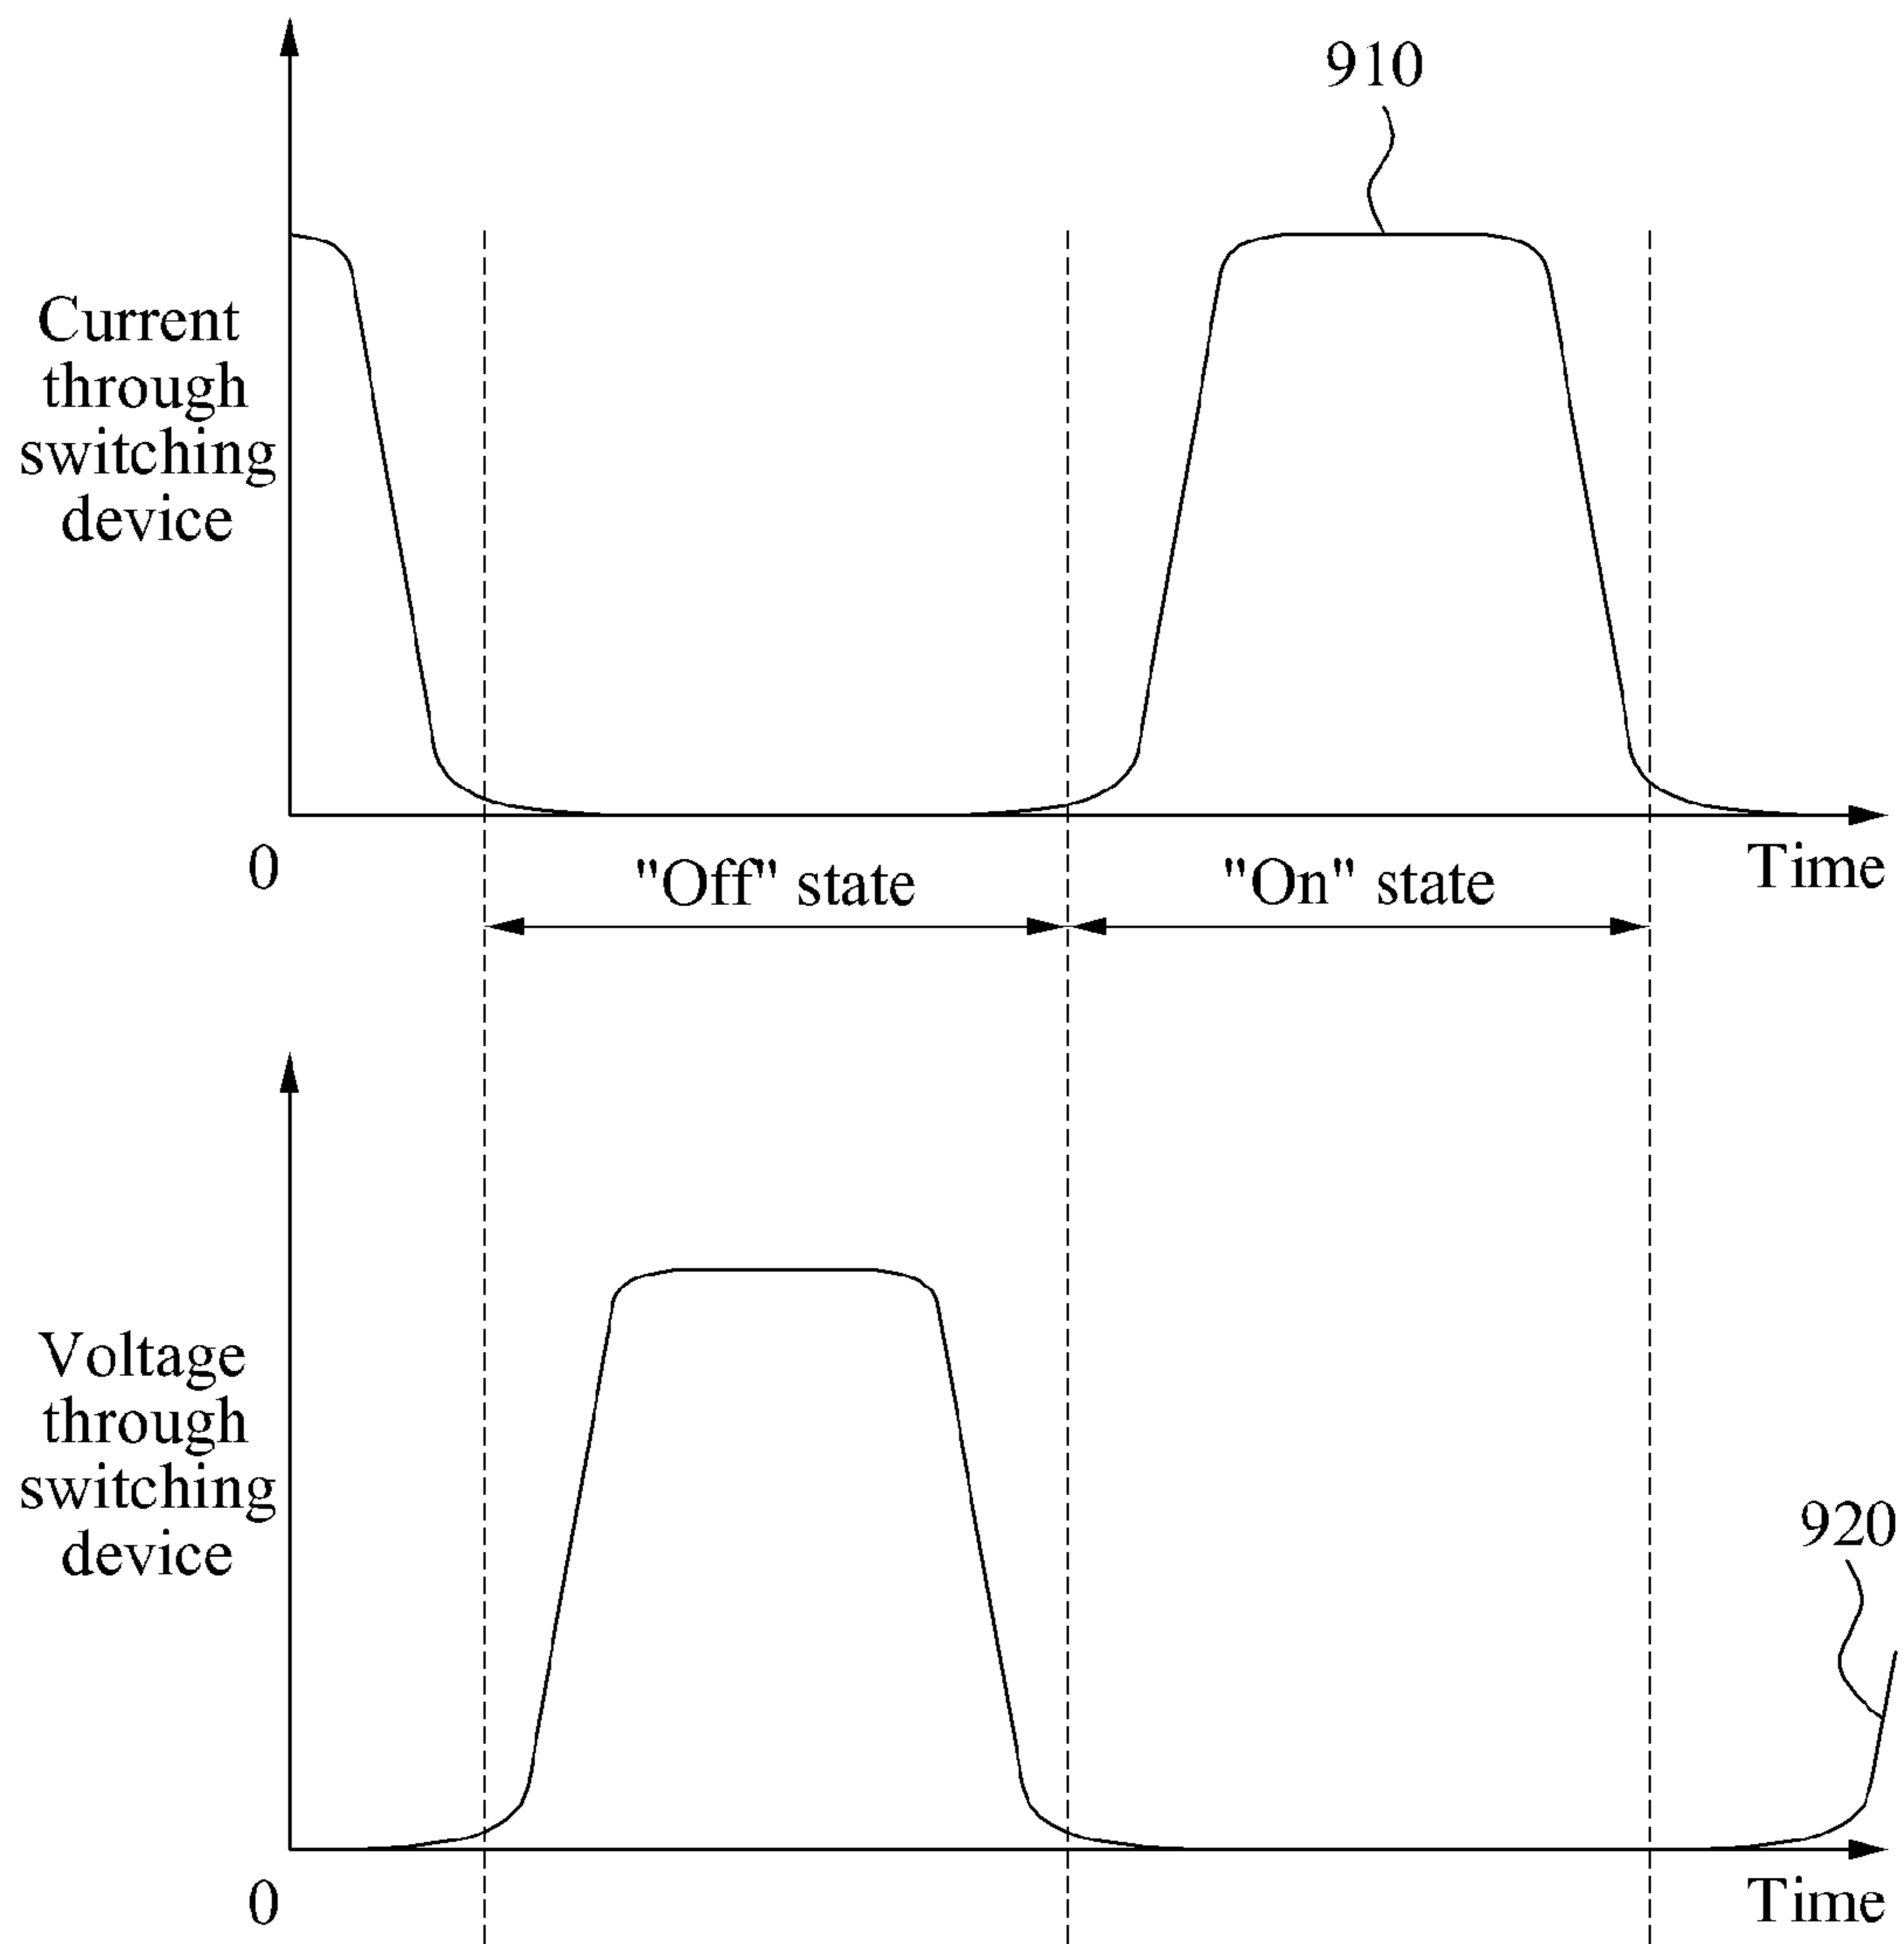 910
Current
through
switching
device
0
"Off" state
"On" state
Time
Voltage
through
switching
device
920
0
Time